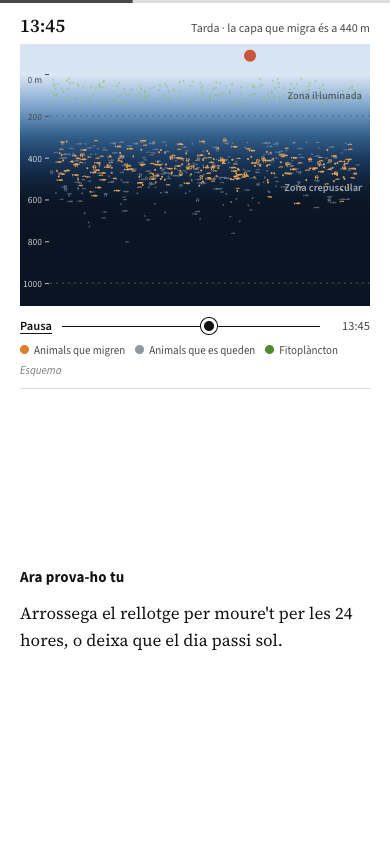 13:45
Tarda · la capa que migra és a 440 m
0 m
Zona il·luminada
200
400
Zona crepuscular
600
800
1000
Pausa
13:45
Animals que migren
Animals que es queden
Fitoplàncton
Esquema
Ara prova-ho tu
Arrossega el rellotge per moure't per les 24
hores, o deixa que el dia passi sol.